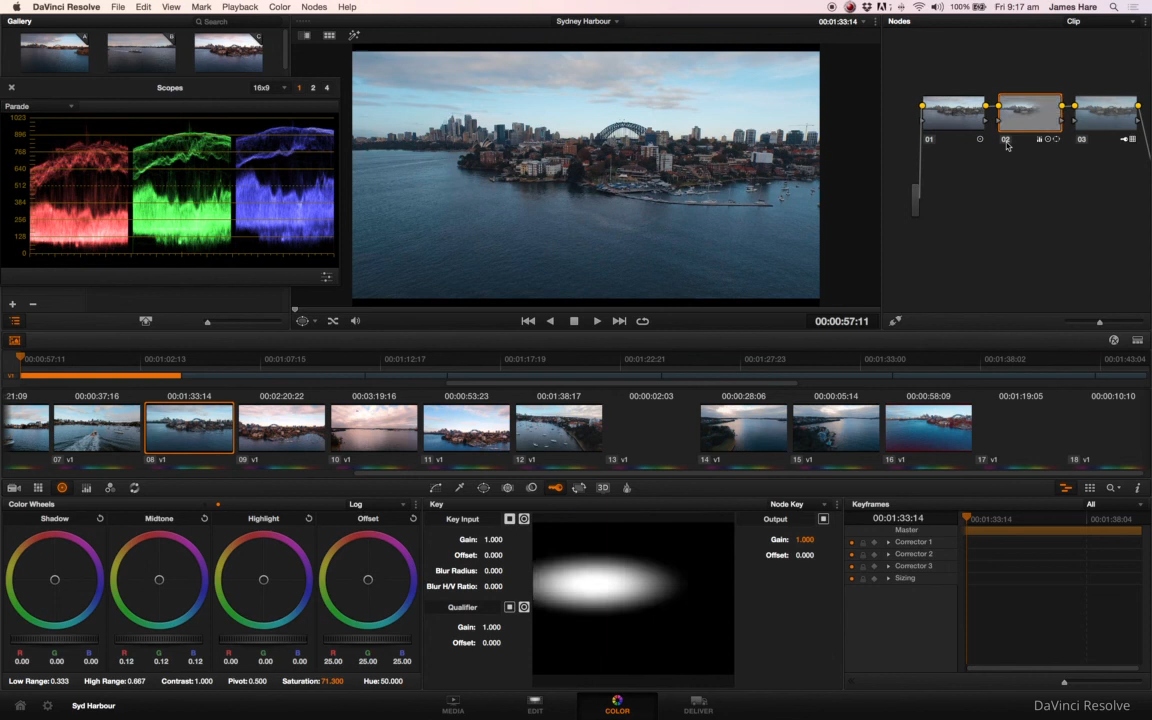 DaVinci Resolve File Edit View Mark Playback Color Nodes Help 100% Fri 9:17 am James Hare
Gallery Search Sydney Harbour 00:01:33:14 Nodes Clip
A B C
Scopes 16x9 1 2 4
Parade
1023
896
768
640
512
384
256
128
0
01 02 03
00:00:57:11
00:00:57:11 00:01:02:13 00:01:07:15 00:01:12:17 00:01:17:19 00:01:22:21 00:01:27:23 00:01:33:00 00:01:38:02 00:01:43:04
V1
21:09 00:00:37:16 00:01:33:14 00:02:20:22 00:03:19:16 00:00:53:23 00:01:38:17 00:00:02:03 00:00:28:06 00:00:05:14 00:00:58:09 00:01:19:05 00:00:10:10
07 V1 08 V1 09 V1 10 V1 11 V1 12 V1 13 V1 14 V1 15 V1 16 V1 17 V1 18 V1
3D
Color Wheels Log Key Node Key Keyframes All
Shadow Midtone Highlight Offset Key Input Output 00:01:33:14 00:01:33:14 00:01:38:04
Master
Gain: 1.000 Gain: 1.000 Corrector 1
Offset: 0.000 Offset: 0.000 Corrector 2
Blur Radius: 0.000 Corrector 3
Blur H/V Ratio: 0.000 Sizing
Qualifier
Gain: 1.000
Offset: 0.000
R G B R G B R G B R G B
0.00 0.00 0.00 0.12 0.12 0.12 0.00 0.00 0.00 25.00 25.00 25.00
Low Range: 0.333 High Range: 0.667 Contrast: 1.000 Pivot: 0.500 Saturation: 71.300 Hue: 50.000
Syd Harbour MEDIA EDIT COLOR DELIVER DaVinci Resolve